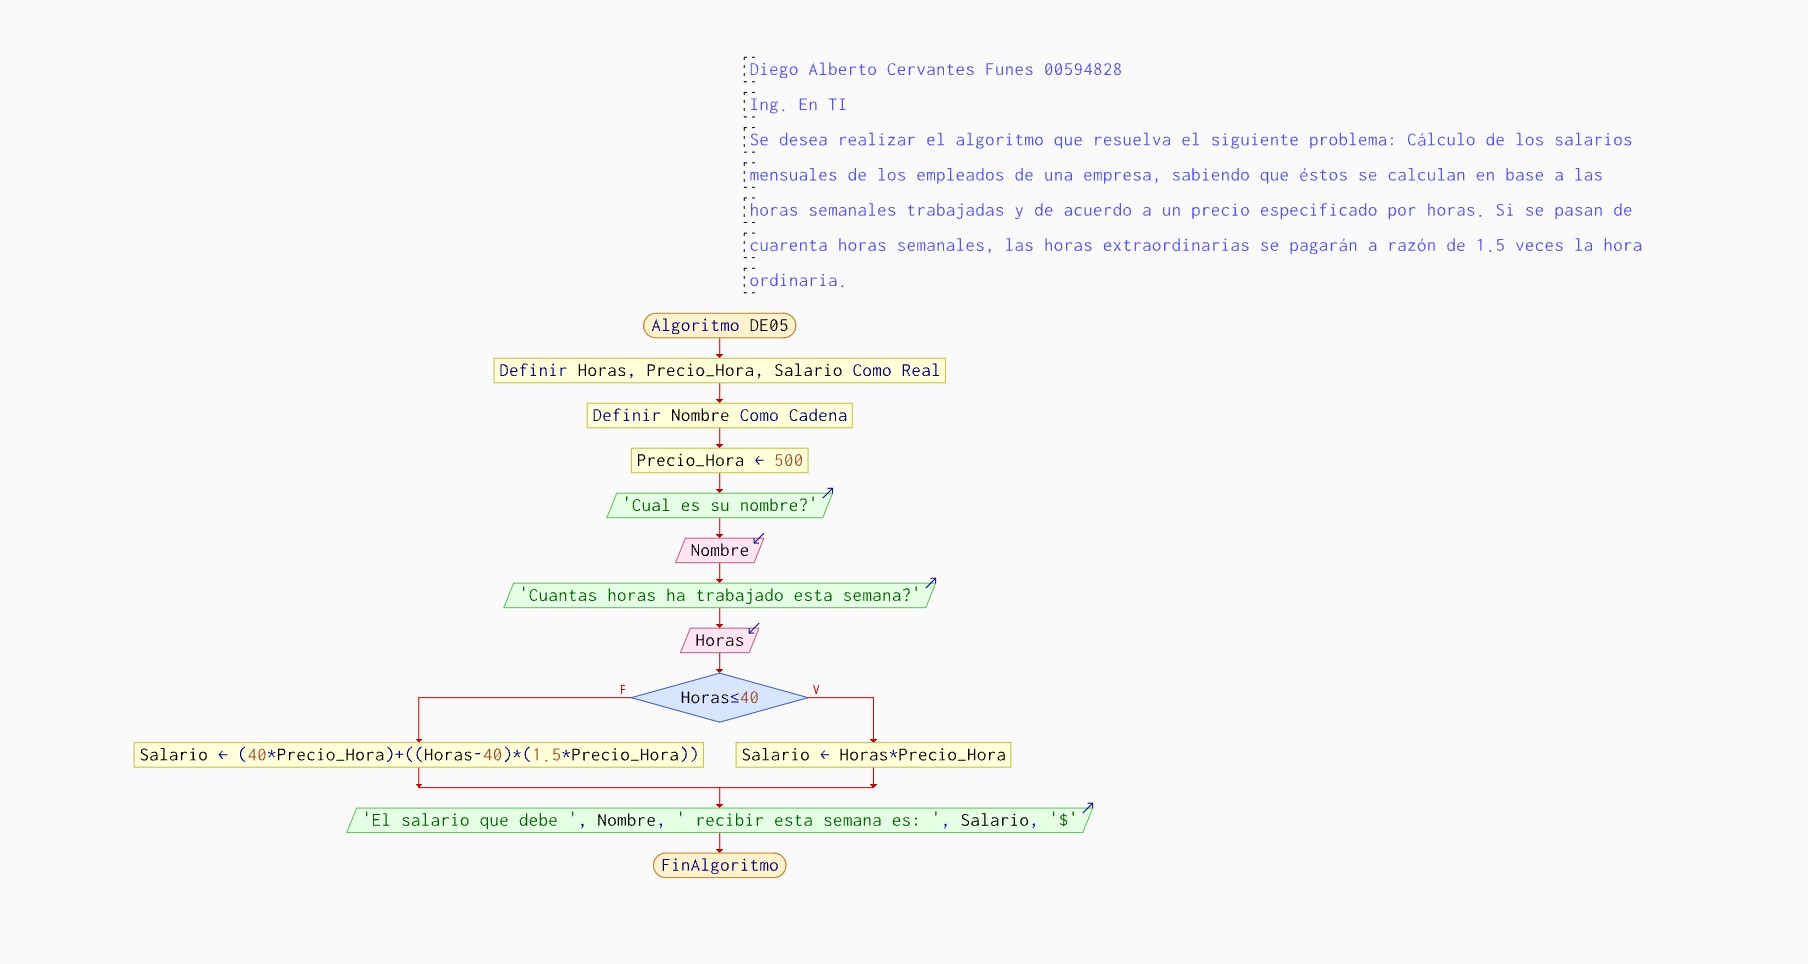 Diego Alberto Cervantes Funes 00594828
Ing. En TI
Se desea realizar el algoritmo que resuelva el siguiente problema: Cálculo de los salarios
mensuales de los empleados de una empresa, sabiendo que éstos se calculan en base a las
horas semanales trabajadas y de acuerdo a un precio especificado por horas. Si se pasan de
cuarenta horas semanales, las horas extraordinarias se pagarán a razón de 1.5 veces la hora
ordinaria.
Algoritmo DE05
Definir Horas, Precio_Hora, Salario Como Real
Definir Nombre Como Cadena
Precio_Hora ← 500
'Cual es su nombre?'
Nombre
'Cuantas horas ha trabajado esta semana?'
Horas
F
Horas≤40
V
Salario ← (40*Precio_Hora)+((Horas-40)*(1.5*Precio_Hora))
Salario ← Horas*Precio_Hora
'El salario que debe ', Nombre, ' recibir esta semana es: ', Salario, '$'
FinAlgoritmo